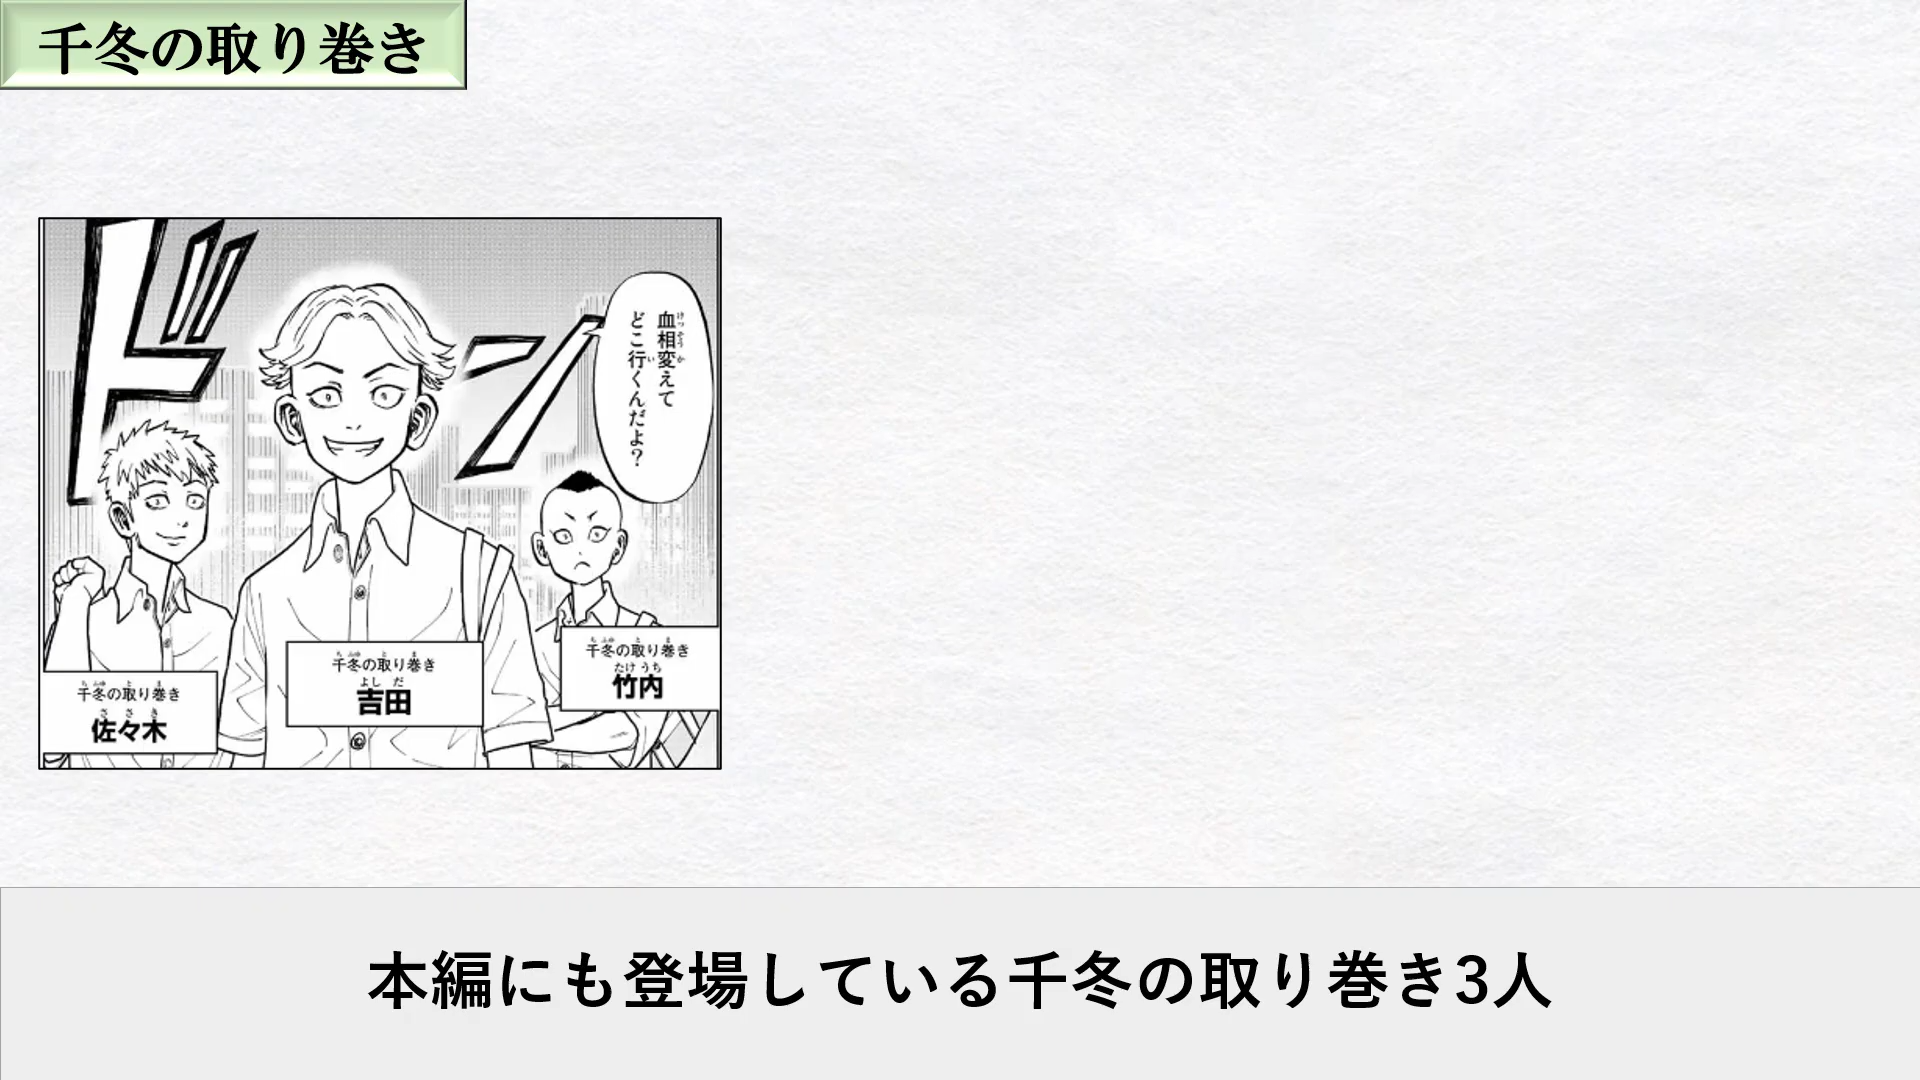 千冬の取り巻き
ドドン
血相変えて
どこ行くんだよ?
千冬の取り巻き
佐々木
千冬の取り巻き
吉田
千冬の取り巻き
竹内
本編にも登場している千冬の取り巻き3人